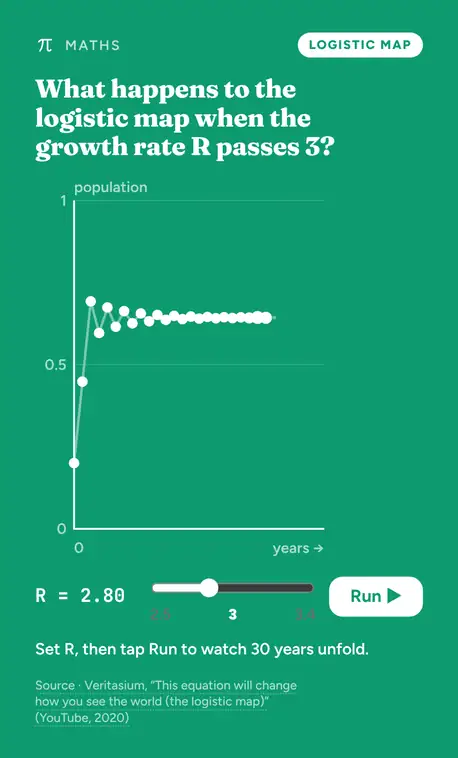 π MATHS
LOGISTIC MAP
What happens to the
logistic map when the
growth rate R passes 3?
population
1
0.5
0
0
years →
R = 2.80
3
Run ▶
Set R, then tap Run to watch 30 years unfold.
Source · Veritasium, “This equation will change
how you see the world (the logistic map)”
(YouTube, 2020)